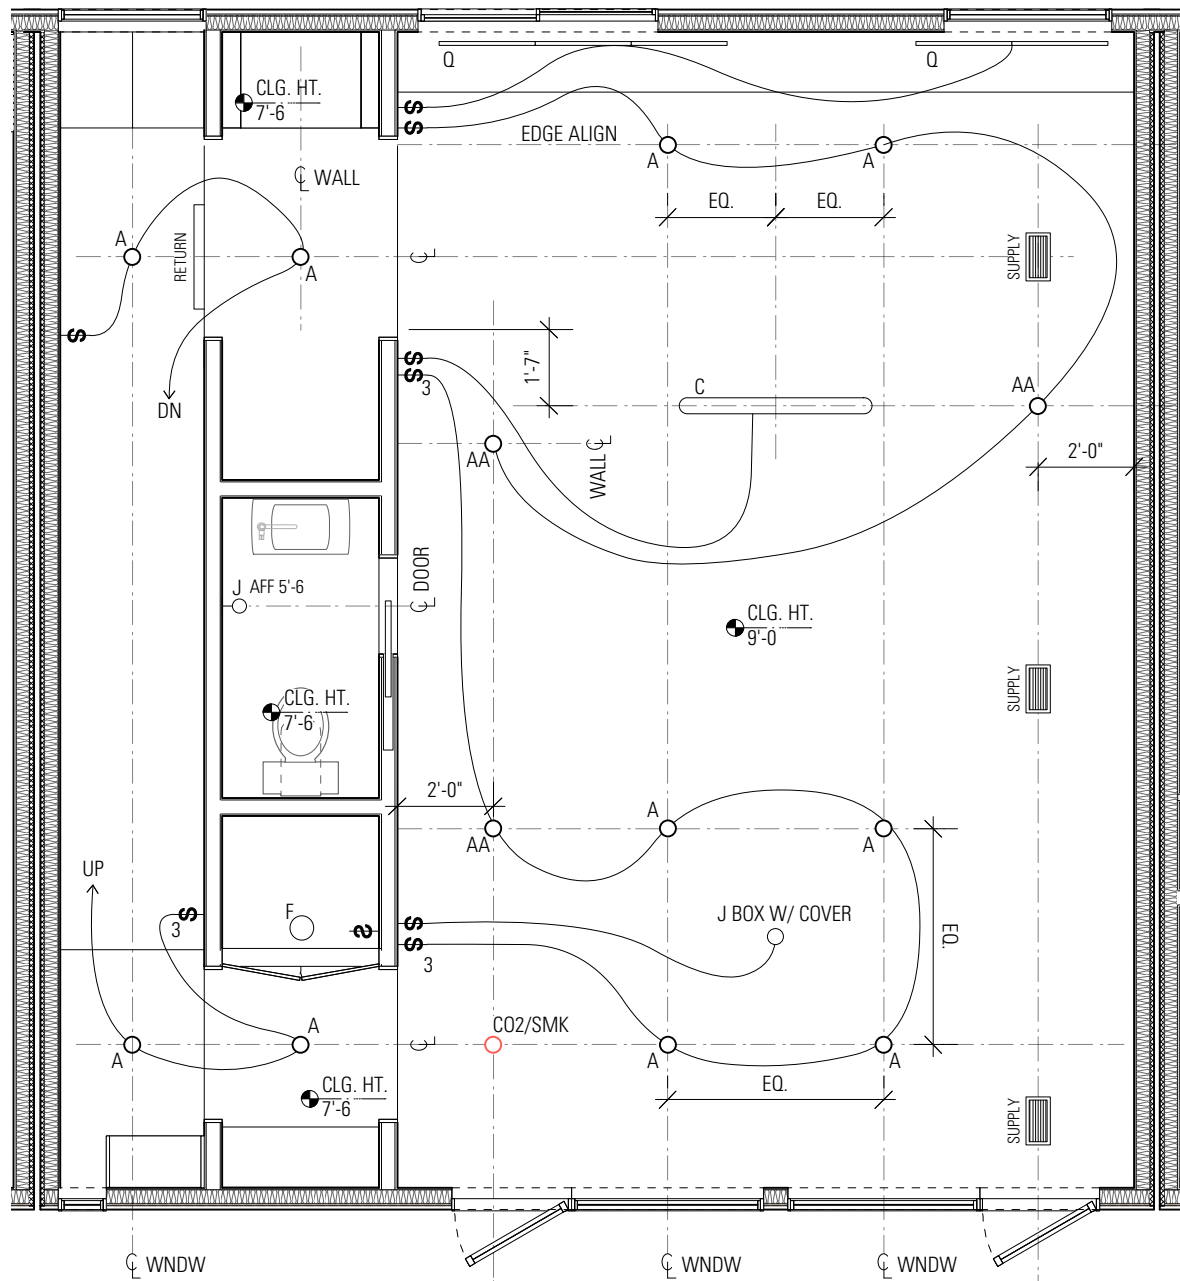 Q
Q
CLG. HT.
7'-6
S
S
EDGE ALIGN
A
A
℄ WALL
EQ.
EQ.
A
RETURN
A
℄
SUPPLY
S
S
S
3
1'-7"
C
AA
DN
AA
WALL ℄
2'-0"
J AFF 5'-6
℄ DOOR
CLG. HT.
9'-0
CLG. HT.
7'-6
SUPPLY
2'-0"
A
AA
A
UP
S
3
F
S
S
S
3
J BOX W/ COVER
EQ.
A
A
℄
CO2/SMK
A
A
CLG. HT.
7'-6
EQ.
SUPPLY
℄ WNDW
℄ WNDW
℄ WNDW